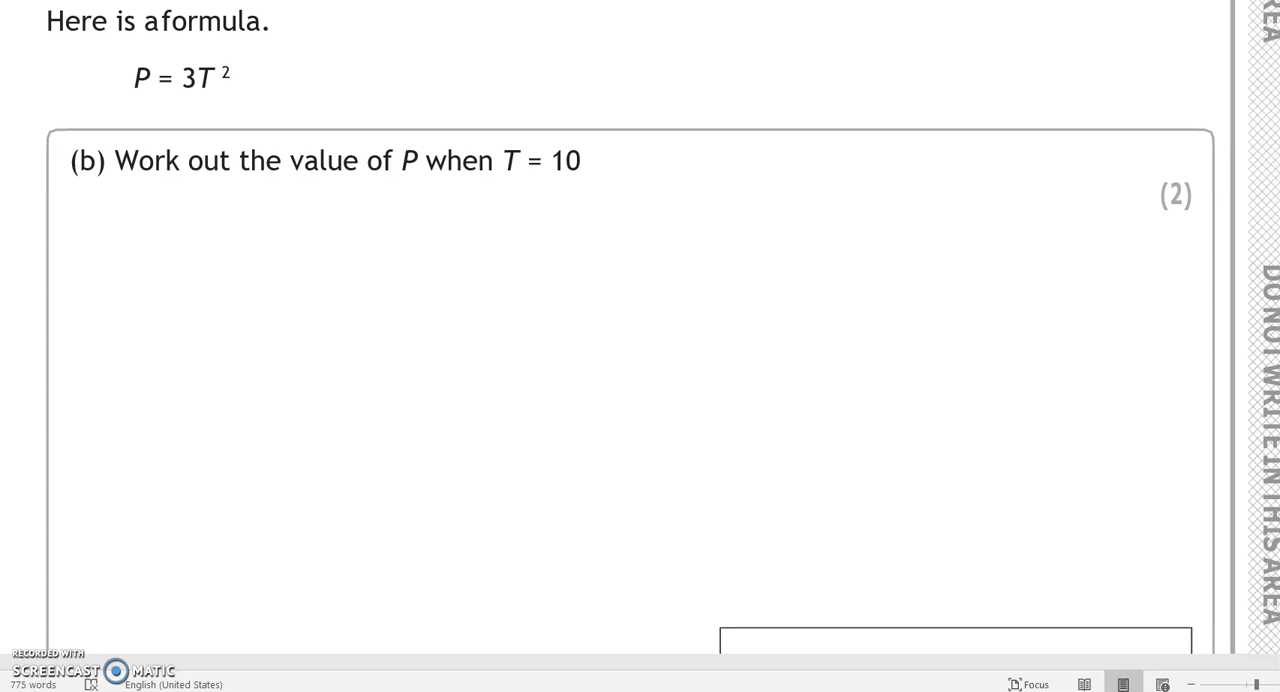 Here is aformula.
P = 3T ²
(b) Work out the value of P when T = 10
(2)
DO NOT WRITE IN THIS AREA
REA
RECORDED WITH
SCREENCAST MATIC
775 words English (United States) Focus